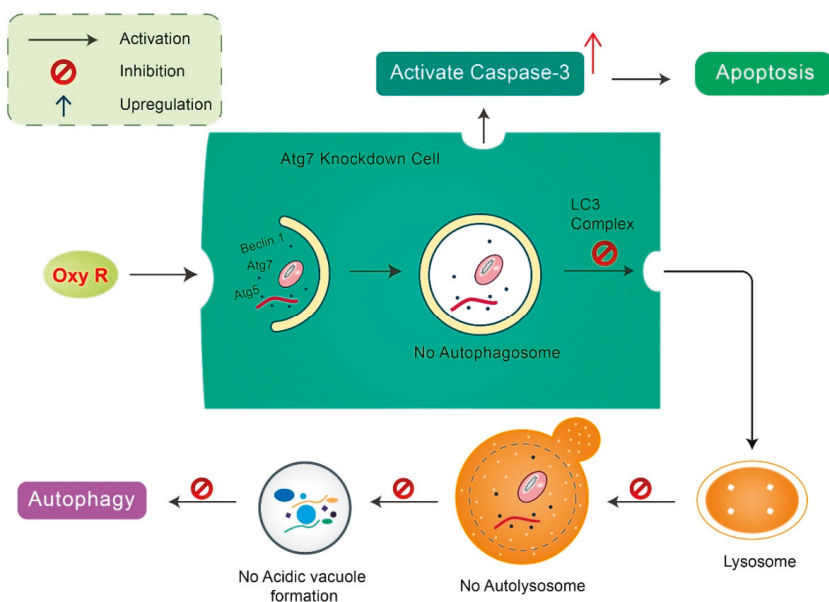 Activation
Inhibition
Upregulation
Activate Caspase-3
Apoptosis
Atg7 Knockdown Cell
LC3
Complex
Beclin 1
Atg7
Atg5
Oxy R
No Autophagosome
Autophagy
No Acidic vacuole
formation
No Autolysosome
Lysosome